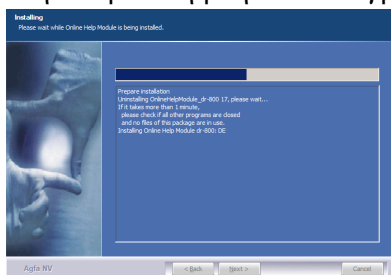 Installing
Please wait while Online Help Module is being installed.
Prepare installation
Uninstalling OnlineHelpModule_dr-800 17, please wait...
If it takes more than 1 minute,
please check if all other programs are closed
and no files of this package are in use.
Installing Online Help Module dr-800: DE
Agfa NV
< Back
Next >
Cancel